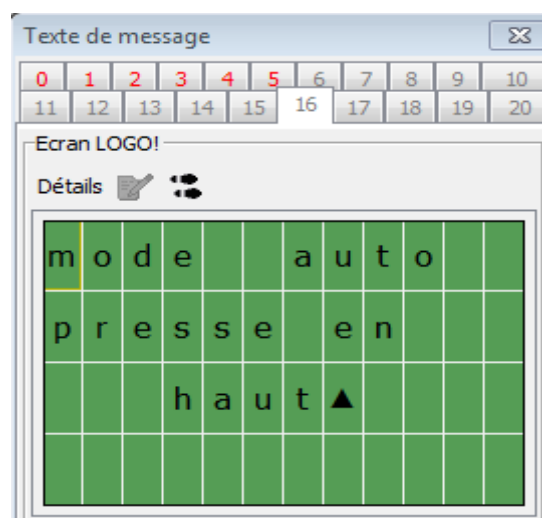 Texte de message
0 1 2 3 4 5 6 7 8 9 10
11 12 13 14 15 16 17 18 19 20
Ecran LOGO!
Détails
mode  auto
presse en
haut▲